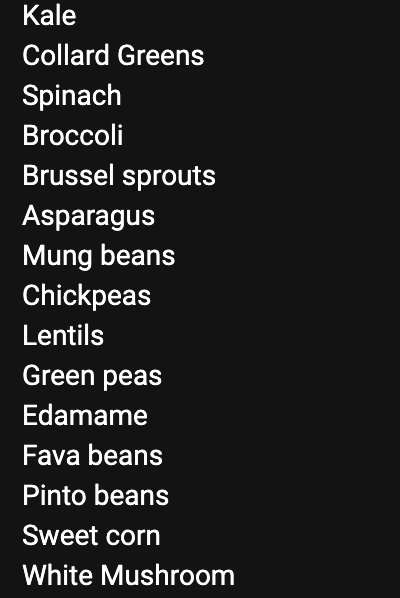 Kale
Collard Greens
Spinach
Broccoli
Brussel sprouts
Asparagus
Mung beans
Chickpeas
Lentils
Green peas
Edamame
Fava beans
Pinto beans
Sweet corn
White Mushroom